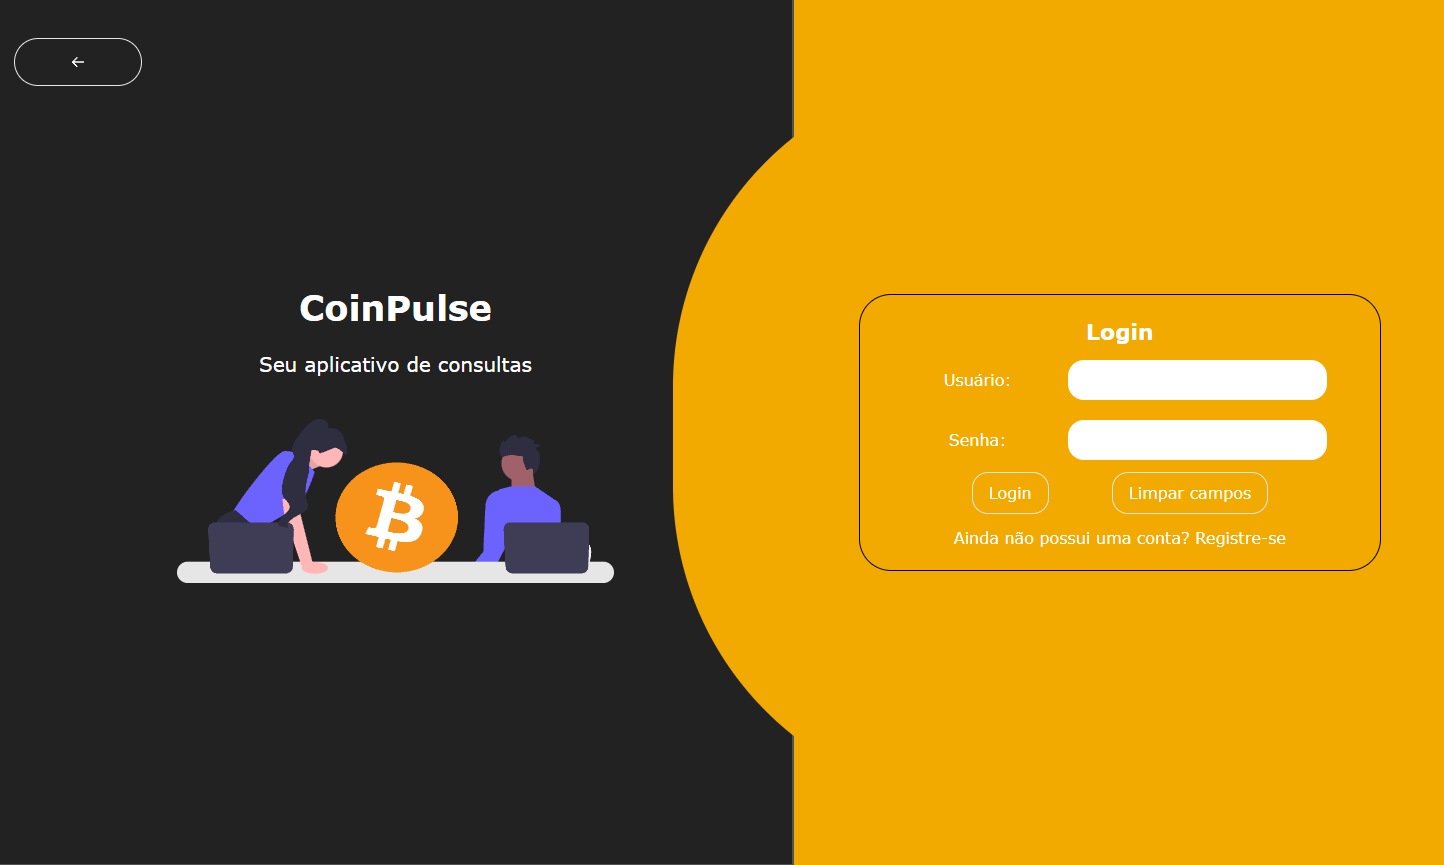 CoinPulse
Seu aplicativo de consultas
Login
Usuário:
Senha:
Login
Limpar campos
Ainda não possui uma conta? Registre-se